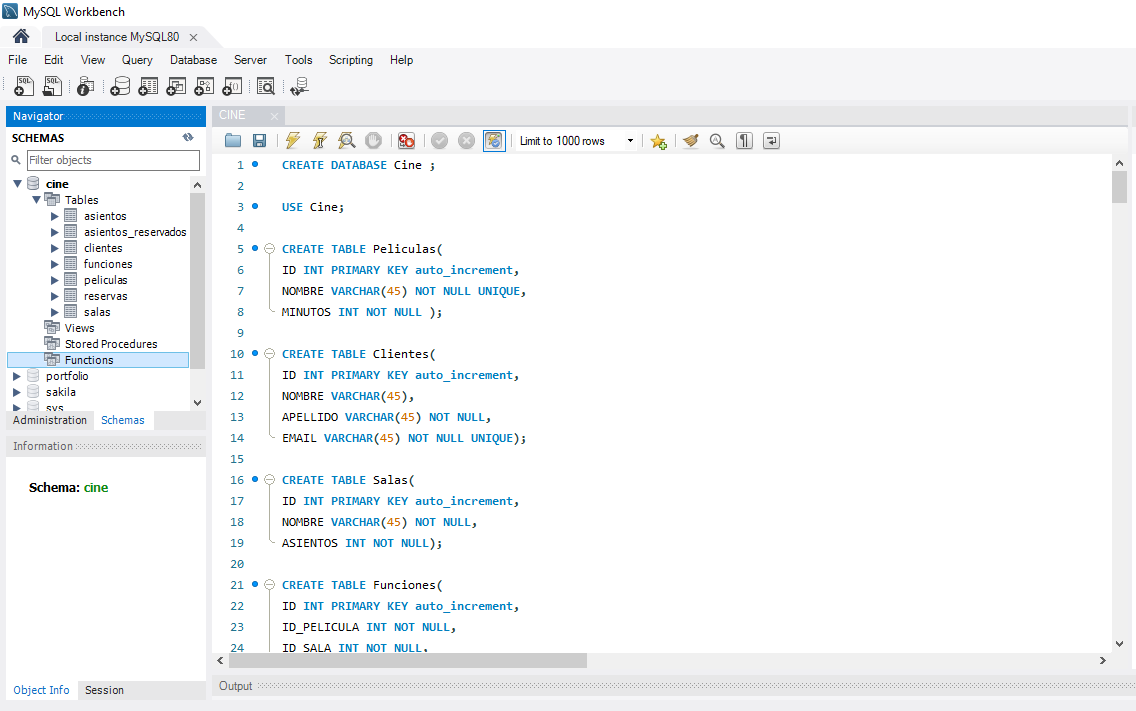 MySQL Workbench
Local instance MySQL80
File Edit View Query Database Server Tools Scripting Help
Navigator
SCHEMAS
Filter objects
cine
Tables
asientos
asientos_reservados
clientes
funciones
peliculas
reservas
salas
Views
Stored Procedures
Functions
portfolio
sakila
sys
Administration Schemas
Information
Schema: cine
Object Info Session
CINE
Limit to 1000 rows
1 CREATE DATABASE Cine ;
2
3 USE Cine;
4
5 CREATE TABLE Peliculas(
6 ID INT PRIMARY KEY auto_increment,
7 NOMBRE VARCHAR(45) NOT NULL UNIQUE,
8 MINUTOS INT NOT NULL );
9
10 CREATE TABLE Clientes(
11 ID INT PRIMARY KEY auto_increment,
12 NOMBRE VARCHAR(45),
13 APELLIDO VARCHAR(45) NOT NULL,
14 EMAIL VARCHAR(45) NOT NULL UNIQUE);
15
16 CREATE TABLE Salas(
17 ID INT PRIMARY KEY auto_increment,
18 NOMBRE VARCHAR(45) NOT NULL,
19 ASIENTOS INT NOT NULL);
20
21 CREATE TABLE Funciones(
22 ID INT PRIMARY KEY auto_increment,
23 ID_PELICULA INT NOT NULL,
24 ID_SALA INT NOT NULL,
Output